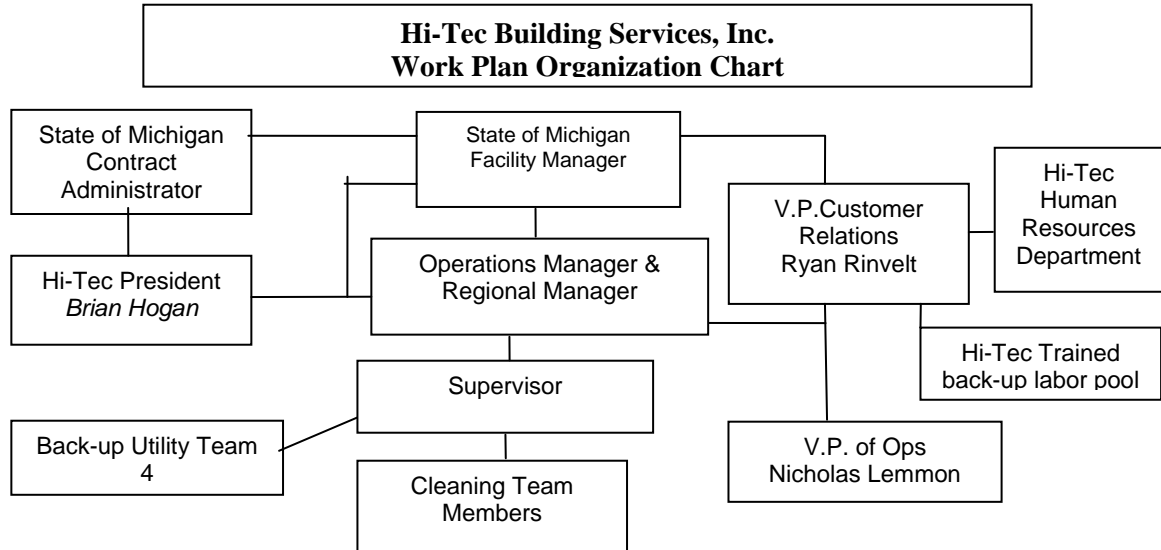 Hi-Tec Building Services, Inc.
Work Plan Organization Chart
State of Michigan
Contract
Administrator
State of Michigan
Facility Manager
Hi-Tec
Human
Resources
Department
V.P.Customer
Relations
Ryan Rinvelt
Hi-Tec President
Brian Hogan
Operations Manager &
Regional Manager
Hi-Tec Trained
back-up labor pool
Supervisor
Back-up Utility Team
4
V.P. of Ops
Nicholas Lemmon
Cleaning Team
Members